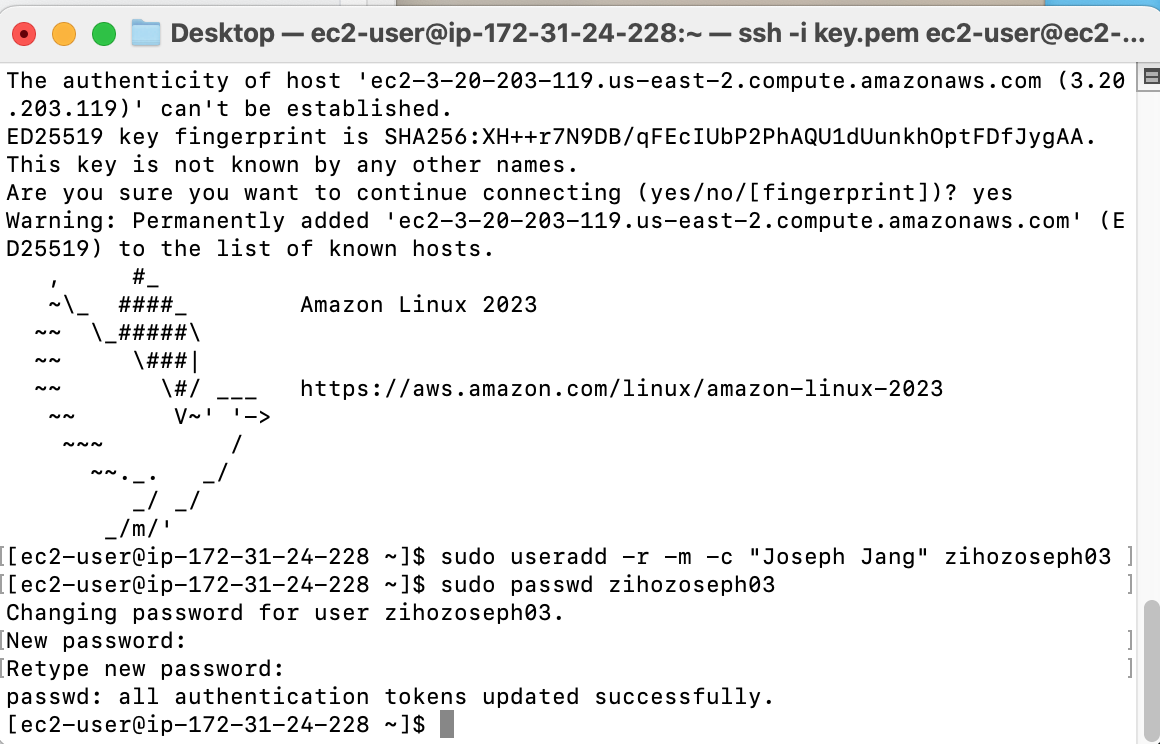 Desktop — ec2-user@ip-172-31-24-228:~ — ssh -i key.pem ec2-user@ec2-...
The authenticity of host 'ec2-3-20-203-119.us-east-2.compute.amazonaws.com (3.20
.203.119)' can't be established.
ED25519 key fingerprint is SHA256:XH++r7N9DB/qFEcIUbP2PhAQU1dUunkhOptFDfJygAA.
This key is not known by any other names.
Are you sure you want to continue connecting (yes/no/[fingerprint])? yes
Warning: Permanently added 'ec2-3-20-203-119.us-east-2.compute.amazonaws.com' (E
D25519) to the list of known hosts.
   ,     #_
   ~\_  ####_        Amazon Linux 2023
  ~~  \_#####\
  ~~     \###|
  ~~       \#/ ___   https://aws.amazon.com/linux/amazon-linux-2023
   ~~       V~' '->
    ~~~         /
      ~~._.   _/
         _/ _/
       _/m/'
[[ec2-user@ip-172-31-24-228 ~]$ sudo useradd -r -m -c "Joseph Jang" zihozoseph03 ]
[[ec2-user@ip-172-31-24-228 ~]$ sudo passwd zihozoseph03                         ]
Changing password for user zihozoseph03.
[New password:                                                                   ]
[Retype new password:                                                            ]
passwd: all authentication tokens updated successfully.
[ec2-user@ip-172-31-24-228 ~]$